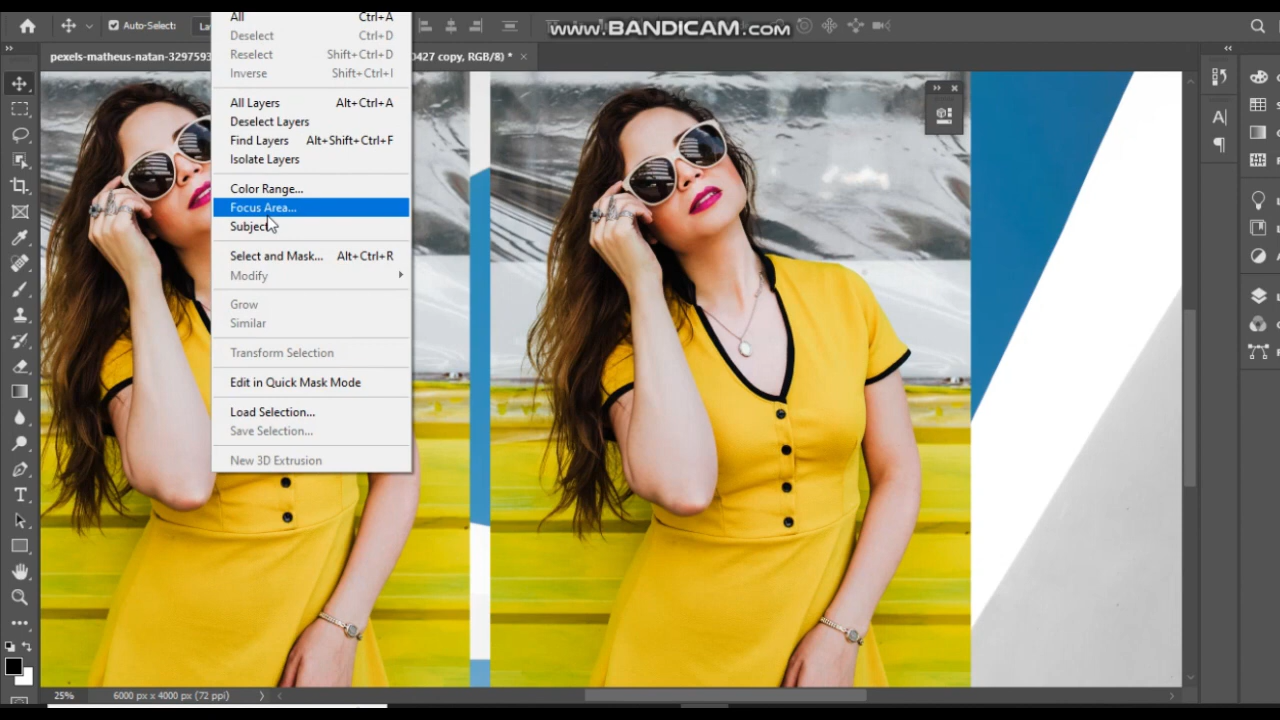 Auto-Select:
La
www.BANDICAM.com
pexels-matheus-natan-3297593
0427 copy, RGB/8) *
All Ctrl+A
Deselect Ctrl+D
Reselect Shift+Ctrl+D
Inverse Shift+Ctrl+I
All Layers Alt+Ctrl+A
Deselect Layers
Find Layers Alt+Shift+Ctrl+F
Isolate Layers
Color Range...
Focus Area...
Subject
Select and Mask... Alt+Ctrl+R
Modify
Grow
Similar
Transform Selection
Edit in Quick Mask Mode
Load Selection...
Save Selection...
New 3D Extrusion
25% 6000 px x 4000 px (72 ppi)